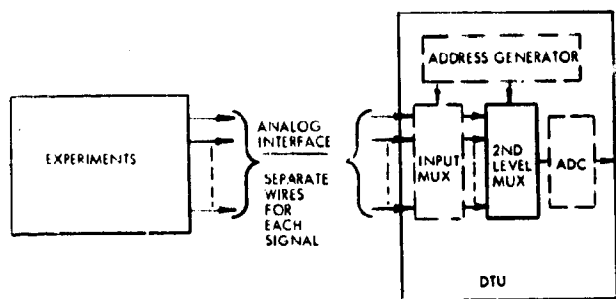 ADDRESS GENERATOR
EXPERIMENTS
ANALOG
INTERFACE
SEPARATE
WIRES
FOR
EACH
SIGNAL
INPUT
MUX
2ND
LEVEL
MUX
ADC
DTU